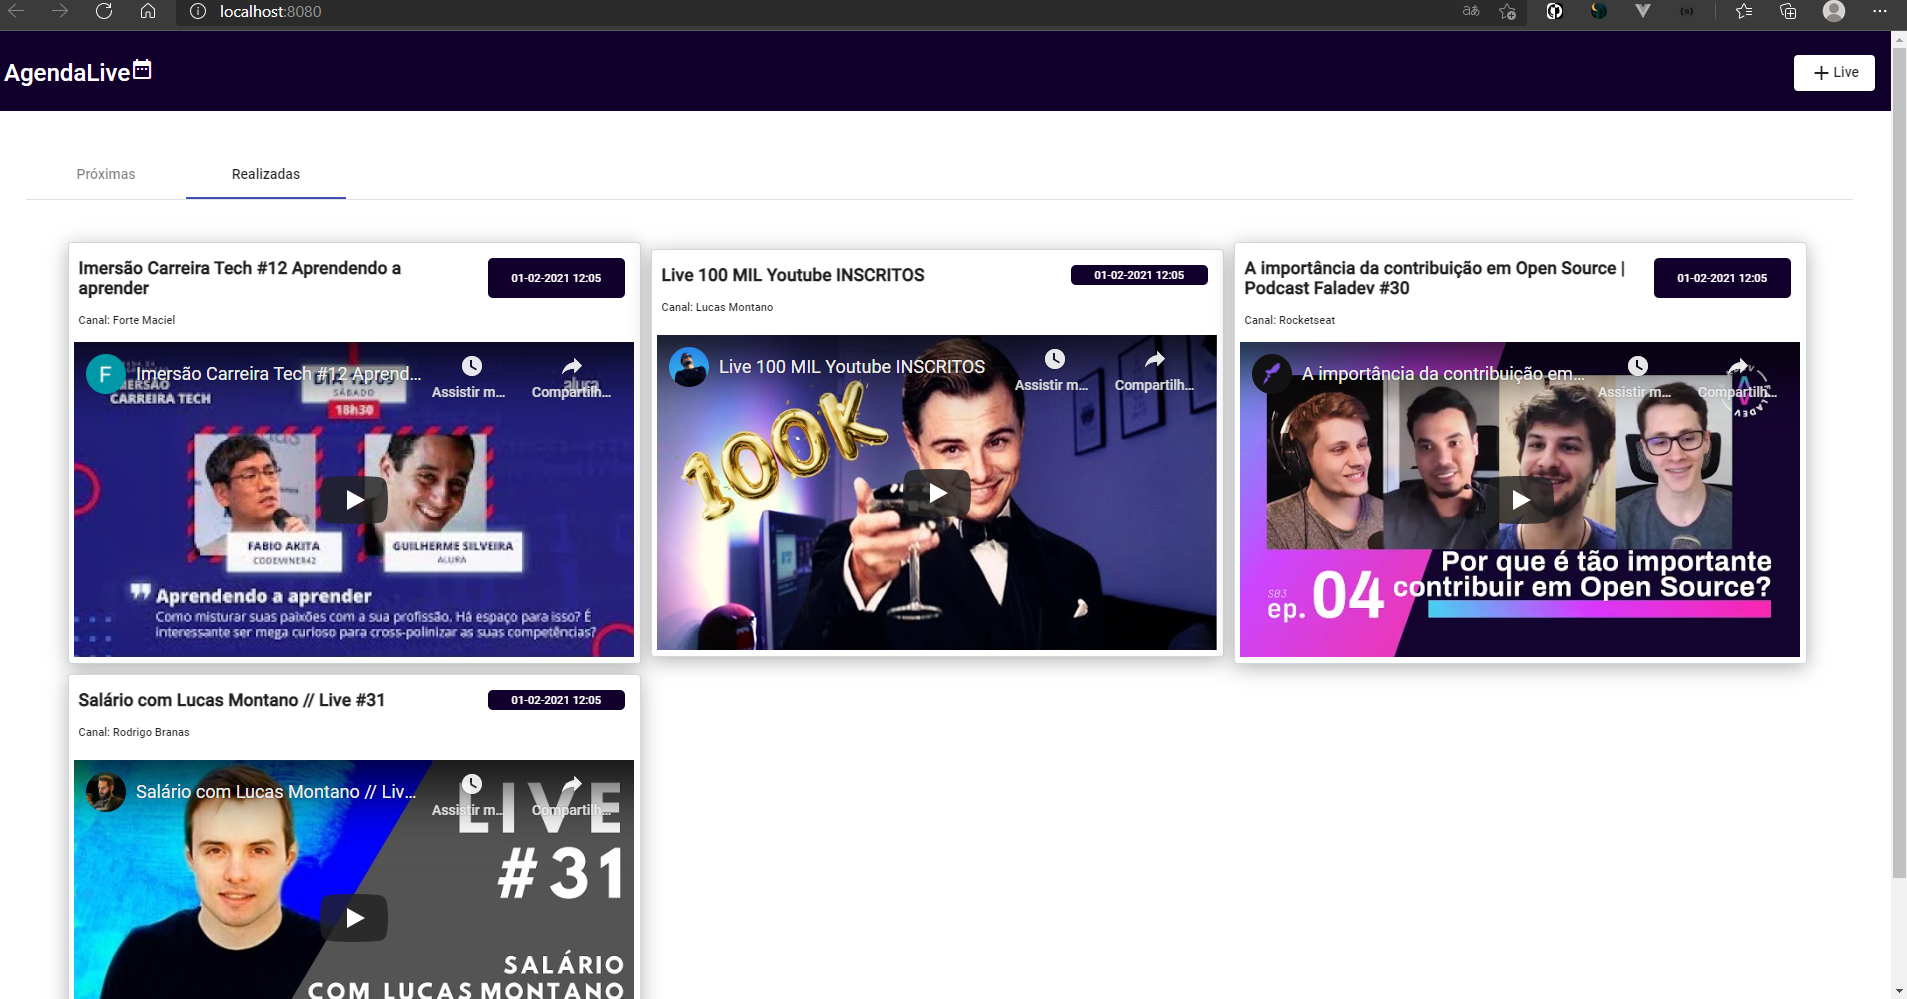 localhost:8080
AgendaLive
+ Live
Próximas
Realizadas
Imersão Carreira Tech #12 Aprendendo a
aprender
01-02-2021 12:05
Canal: Forte Maciel
F
Imersão Carreira Tech #12 Aprend...
Assistir m...
Compartilh...
IMERSÃO
CARREIRA TECH
alura
SÁBADO
18h30
FABIO AKITA
CODEMINER42
GUILHERME SILVEIRA
ALURA
Aprendendo a aprender
Como misturar suas paixões com a sua profissão. Há espaço para isso? É
interessante ser mega curioso para cross-polinizar as suas competências?
Live 100 MIL Youtube INSCRITOS
01-02-2021 12:05
Canal: Lucas Montano
Live 100 MIL Youtube INSCRITOS
Assistir m...
Compartilh...
100K
A importância da contribuição em Open Source |
Podcast Faladev #30
01-02-2021 12:05
Canal: Rocketseat
A importância da contribuição em...
Assistir m...
Compartilh...
Por que é tão importante
contribuir em Open Source?
S03
ep. 04
Salário com Lucas Montano // Live #31
01-02-2021 12:05
Canal: Rodrigo Branas
Salário com Lucas Montano // Liv...
Assistir m...
Compartilh...
LIVE
#31
SALÁRIO
COM LUCAS MONTANO